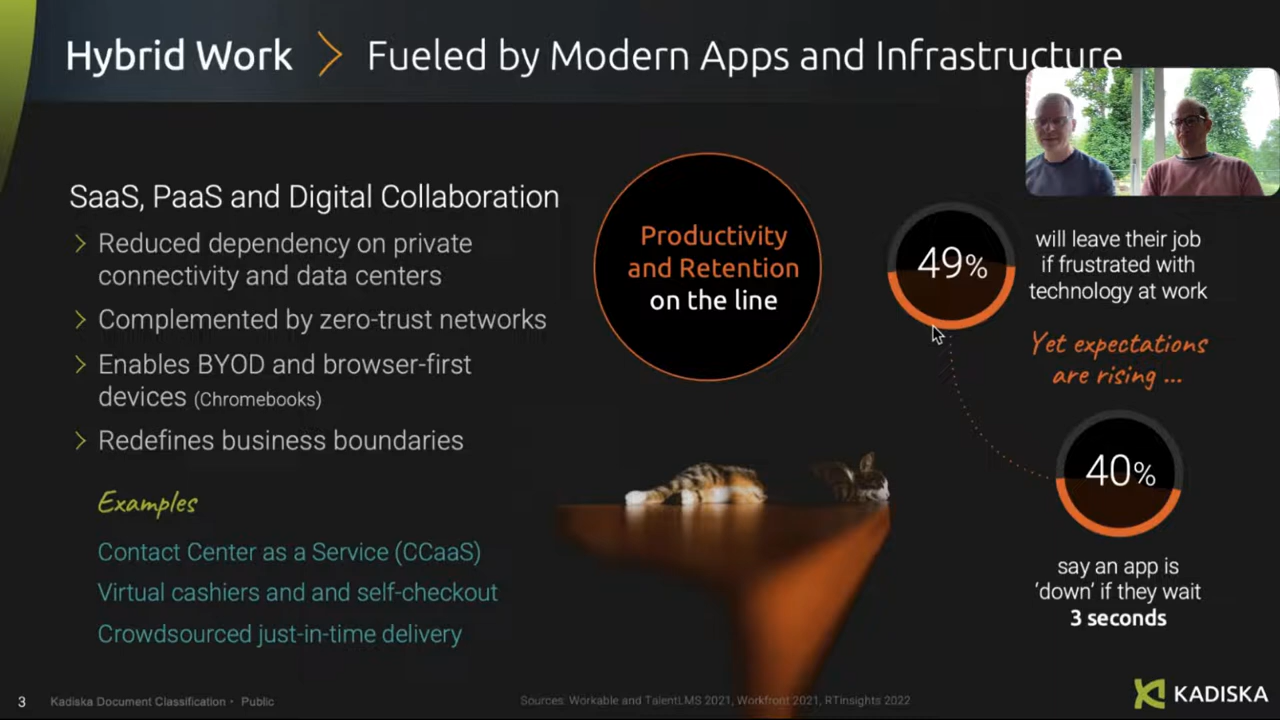 Hybrid Work
Fueled by Modern Apps and Infrastructure
SaaS, PaaS and Digital Collaboration
Reduced dependency on private
connectivity and data centers
Complemented by zero-trust networks
Enables BYOD and browser-first
devices (Chromebooks)
Redefines business boundaries
Examples
Contact Center as a Service (CCaaS)
Virtual cashiers and and self-checkout
Crowdsourced just-in-time delivery
Productivity
and Retention
on the line
49%
will leave their job
if frustrated with
technology at work
Yet expectations
are rising ...
40%
say an app is
'down' if they wait
3 seconds
3
Kadiska Document Classification · Public
Sources: Workable and TalentLMS 2021, Workfront 2021, RTinsights 2022
KADISKA